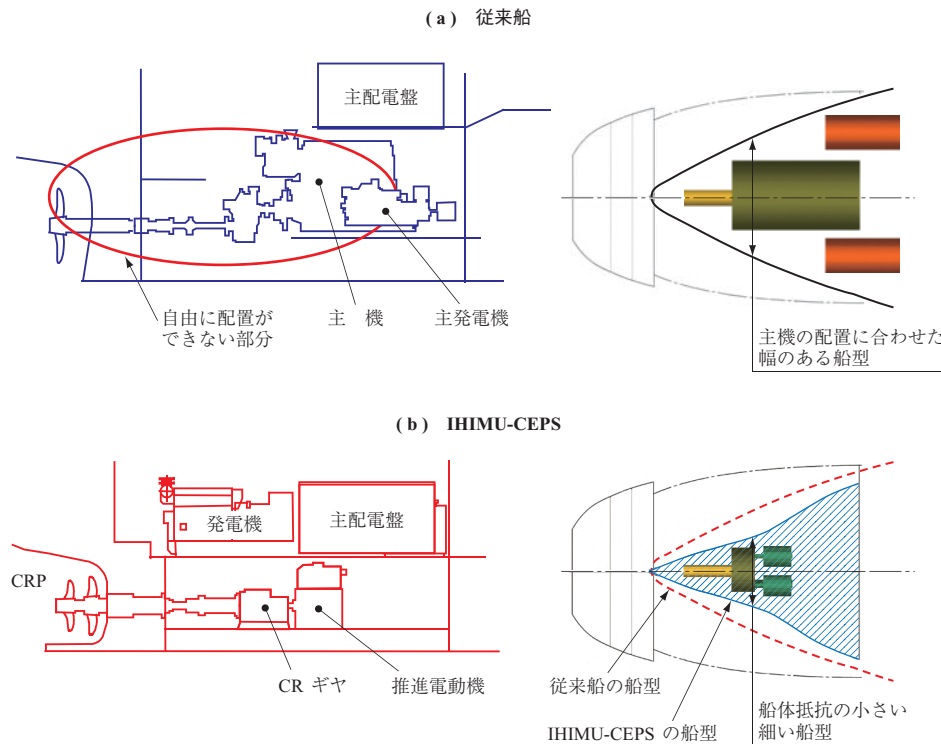 ( a ) 従来船
主配電盤
自由に配置が
できない部分
主 機
主発電機
主機の配置に合わせた
幅のある船型
( b ) IHIMU-CEPS
発電機
主配電盤
CRP
CR ギヤ
推進電動機
従来船の船型
IHIMU-CEPS の船型
船体抵抗の小さい
細い船型